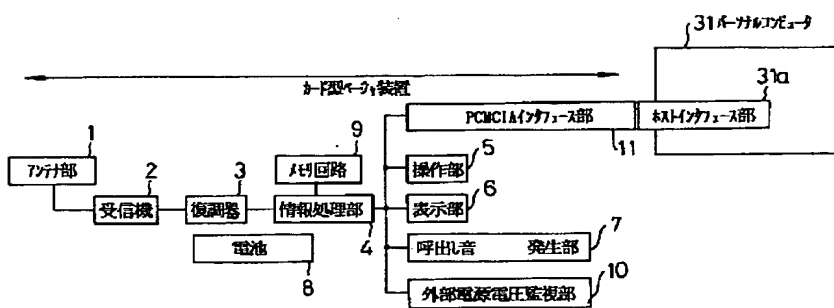 31 パーソナルコンピュータ
カード型ページャ装置
31a
PCMCIAインタフェース部
ホストインタフェース部
11
1
アンテナ部
2
受信機
3
復調器
9
メモリ回路
情報処理部
4
5
操作部
6
表示部
電池
8
呼出し音 発生部
7
外部電源電圧監視部
10